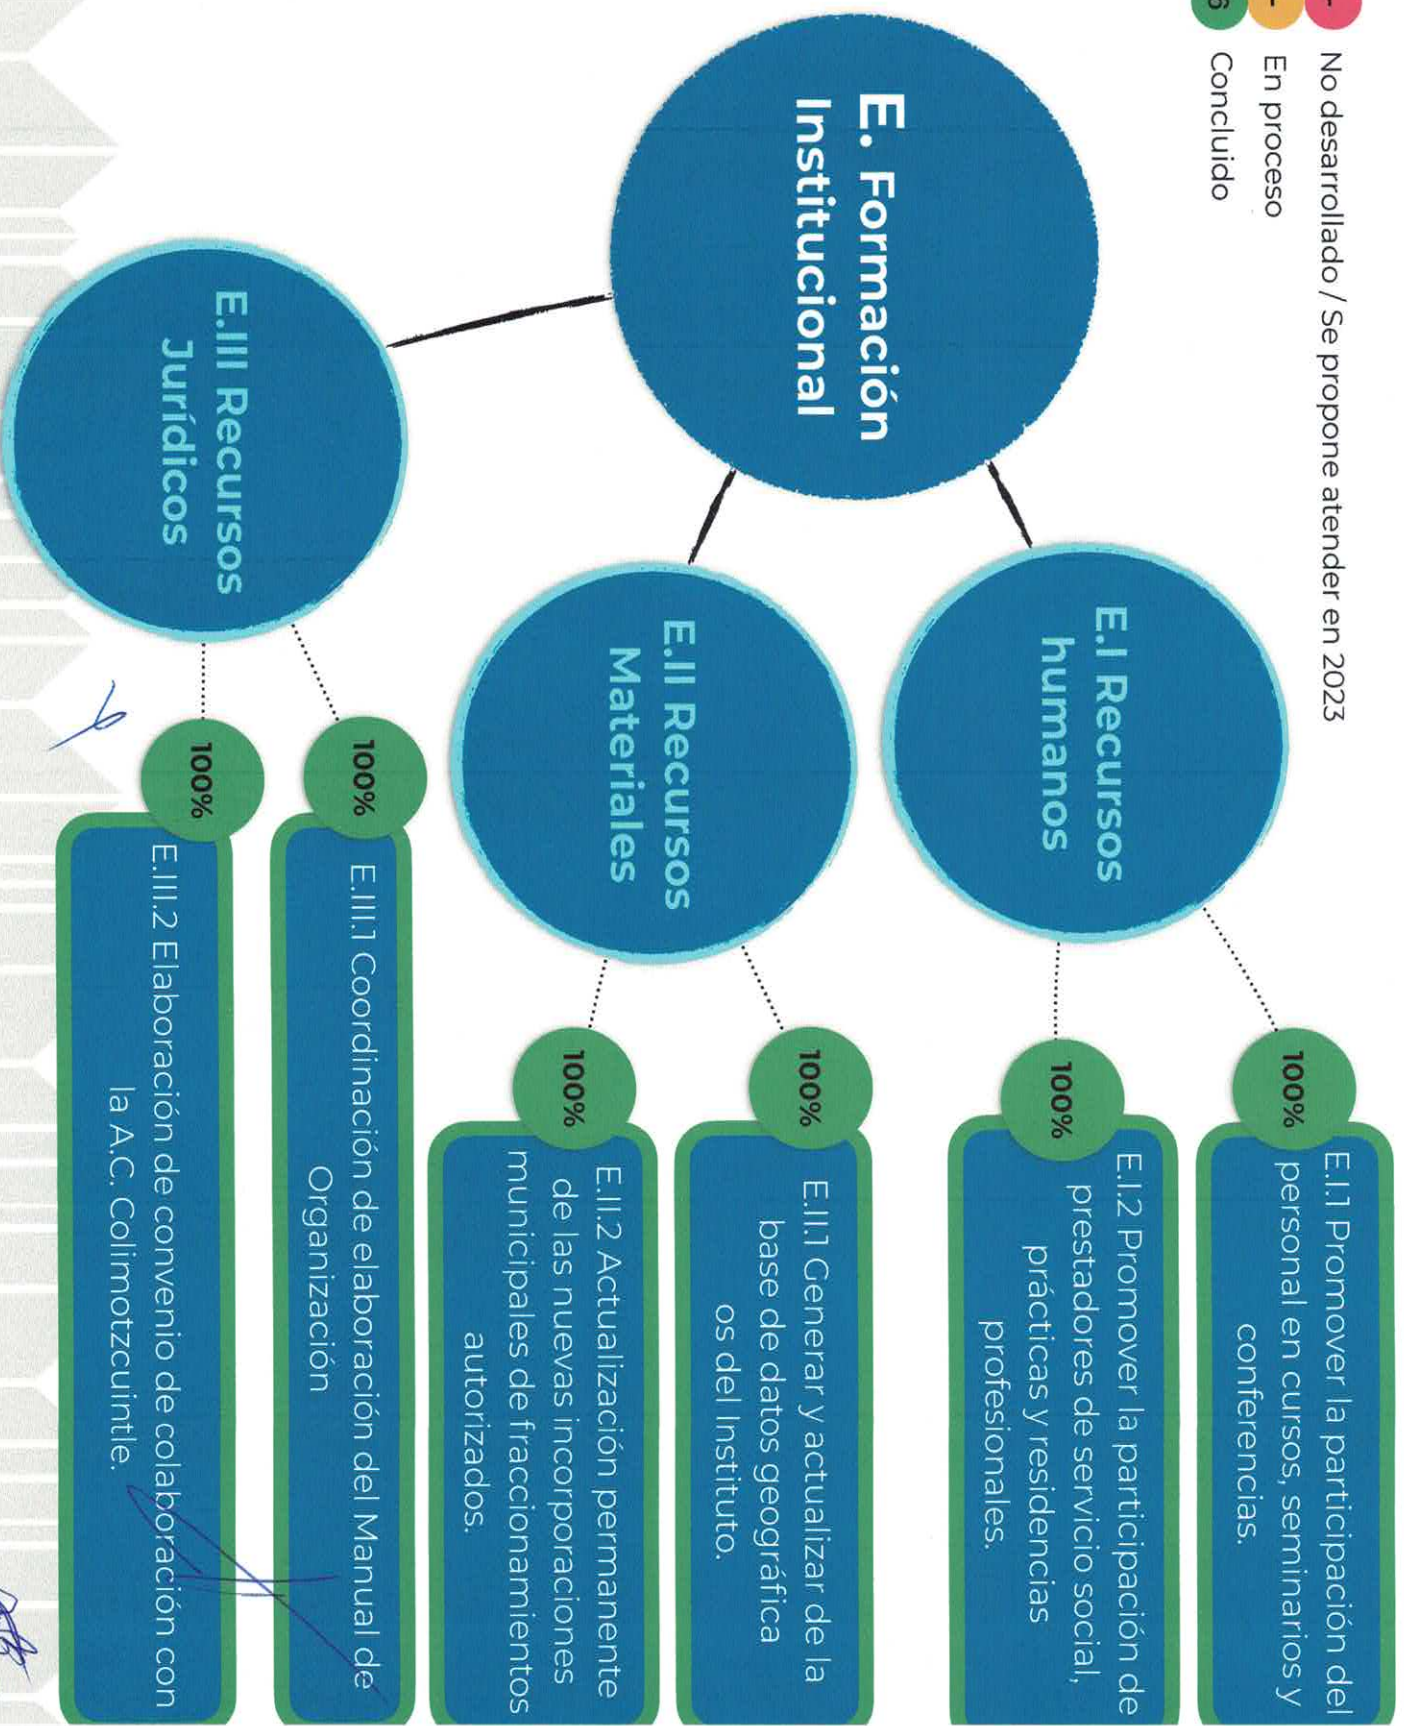 No desarrollado / Se propone atender en 2023
En proceso
6 Concluido
E. Formación
Institucional
E.I Recursos
humanos
100%
E.I.1 Promover la participación del
personal en cursos, seminarios y
conferencias.
100%
E.I.2 Promover la participación de
prestadores de servicio social,
prácticas y residencias
profesionales.
E.II Recursos
Materiales
100%
E.II.1 Generar y actualizar de la
base de datos geográfica
os del Instituto.
100%
E.II.2 Actualización permanente
de las nuevas incorporaciones
municipales de fraccionamientos
autorizados.
E.III Recursos
Jurídicos
100%
E.III.1 Coordinación de elaboración del Manual de
Organización
100%
E.III.2 Elaboración de convenio de colaboración con
la A.C. Colimotzcuintle.